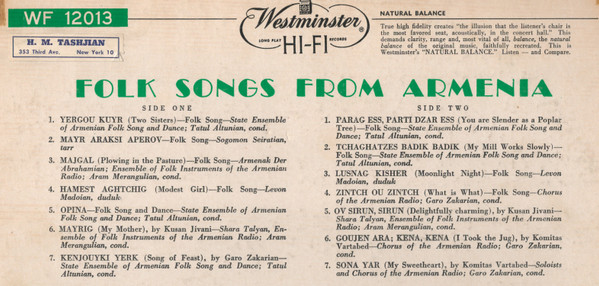 WF 12013
H. M. TASHJIAN
353 Third Ave. New York 10
Westminster®
LONG PLAY HI-FI RECORDS
NATURAL BALANCE
True high fidelity creates "the illusion that the listener's chair is
the most favored seat, acoustically, in the concert hall." This
demands clarity, range and, most vital of all, balance, the natural
balance of the original music, faithfully recreated. This is
Westminster's "NATURAL BALANCE." Listen — and Compare.
FOLK SONGS FROM ARMENIA
SIDE ONE
1. YERGOU KUYR (Two Sisters)—Folk Song—State Ensemble
of Armenian Folk Song and Dance; Tatul Altunian, cond.
2. MAYR ARAKSI APEROV—Folk Song—Sogomon Seiratian,
tarr
3. MAJGAL (Plowing in the Pasture)—Folk Song—Armenak Der
Abrahamian; Ensemble of Folk Instruments of the Armenian
Radio; Aram Merangulian, cond.
4. HAMEST AGHTCHIG (Modest Girl)—Folk Song—Levon
Madoian, duduk
5. OPINA—Folk Song and Dance—State Ensemble of Armenian
Folk Song and Dance; Tatul Altunian, cond.
6. MAYRIG (My Mother), by Kusan Jivani—Shara Talyan, En-
semble of Folk Instruments of the Armenian Radio; Aram
Merangulian, cond.
7. KENJOUYKI YERK (Song of Feast), by Garo Zakarian—
State Ensemble of Armenian Folk Song and Dance; Tatul
Altunian, cond.
SIDE TWO
1. PARAG ESS, PARTI DZAR ESS (You are Slender as a Poplar
Tree)—Folk Song—State Ensemble of Armenian Folk Song and
Dance; Tatul Altunian, cond.
2. TCHAGHATZES BADIK BADIK (My Mill Works Slowly)—
Folk Song—State Ensemble of Armenian Folk Song and Dance;
Tatul Altunian, cond.
3. LUSNAG KISHER (Moonlight Night)—Folk Song—Levon
Madoian, duduk
4. ZINTCH OU ZINTCH (What is What)—Folk Song—Chorus
of the Armenian Radio; Garo Zakarian, cond.
5. OV SIRUN, SIRUN (Delightfully charming), by Kusan Jivani—
Shara Talyan, Ensemble of Folk Instruments of the Armenian
Radio; Aram Merangulian, cond.
6. GOUJEN ARA; KENA, KENA (I Took the Jug), by Komitas
Vartabed—Chorus of the Armenian Radio; Garo Zakarian,
cond.
7. SONA YAR (My Sweetheart), by Komitas Vartabed—Soloists
and Chorus of the Armenian Radio; Garo Zakarian, cond.